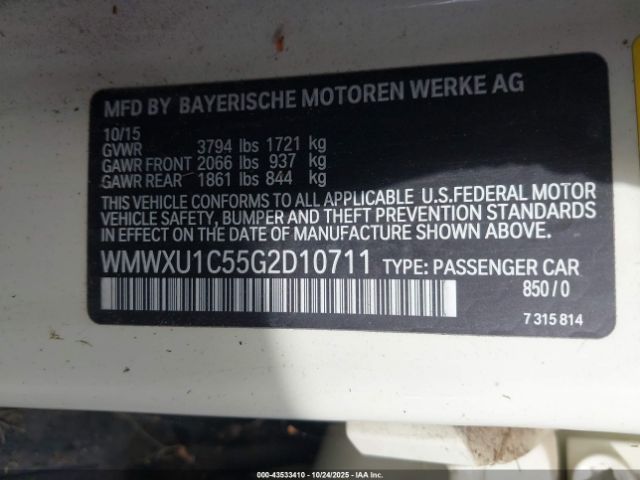 MFD BY BAYERISCHE MOTOREN WERKE AG
10/15
GVWR 3794 lbs 1721 kg
GAWR FRONT 2066 lbs 937 kg
GAWR REAR 1861 lbs 844 kg
THIS VEHICLE CONFORMS TO ALL APPLICABLE U.S.FEDERAL MOTOR
VEHICLE SAFETY, BUMPER AND THEFT PREVENTION STANDARDS
IN EFFECT ON THE DATE OF MANUFACTURE SHOWN ABOVE.
WMWXU1C55G2D10711 TYPE: PASSENGER CAR
850/0
7 315 814
000-43533410 - 10/24/2025 - IAA Inc.